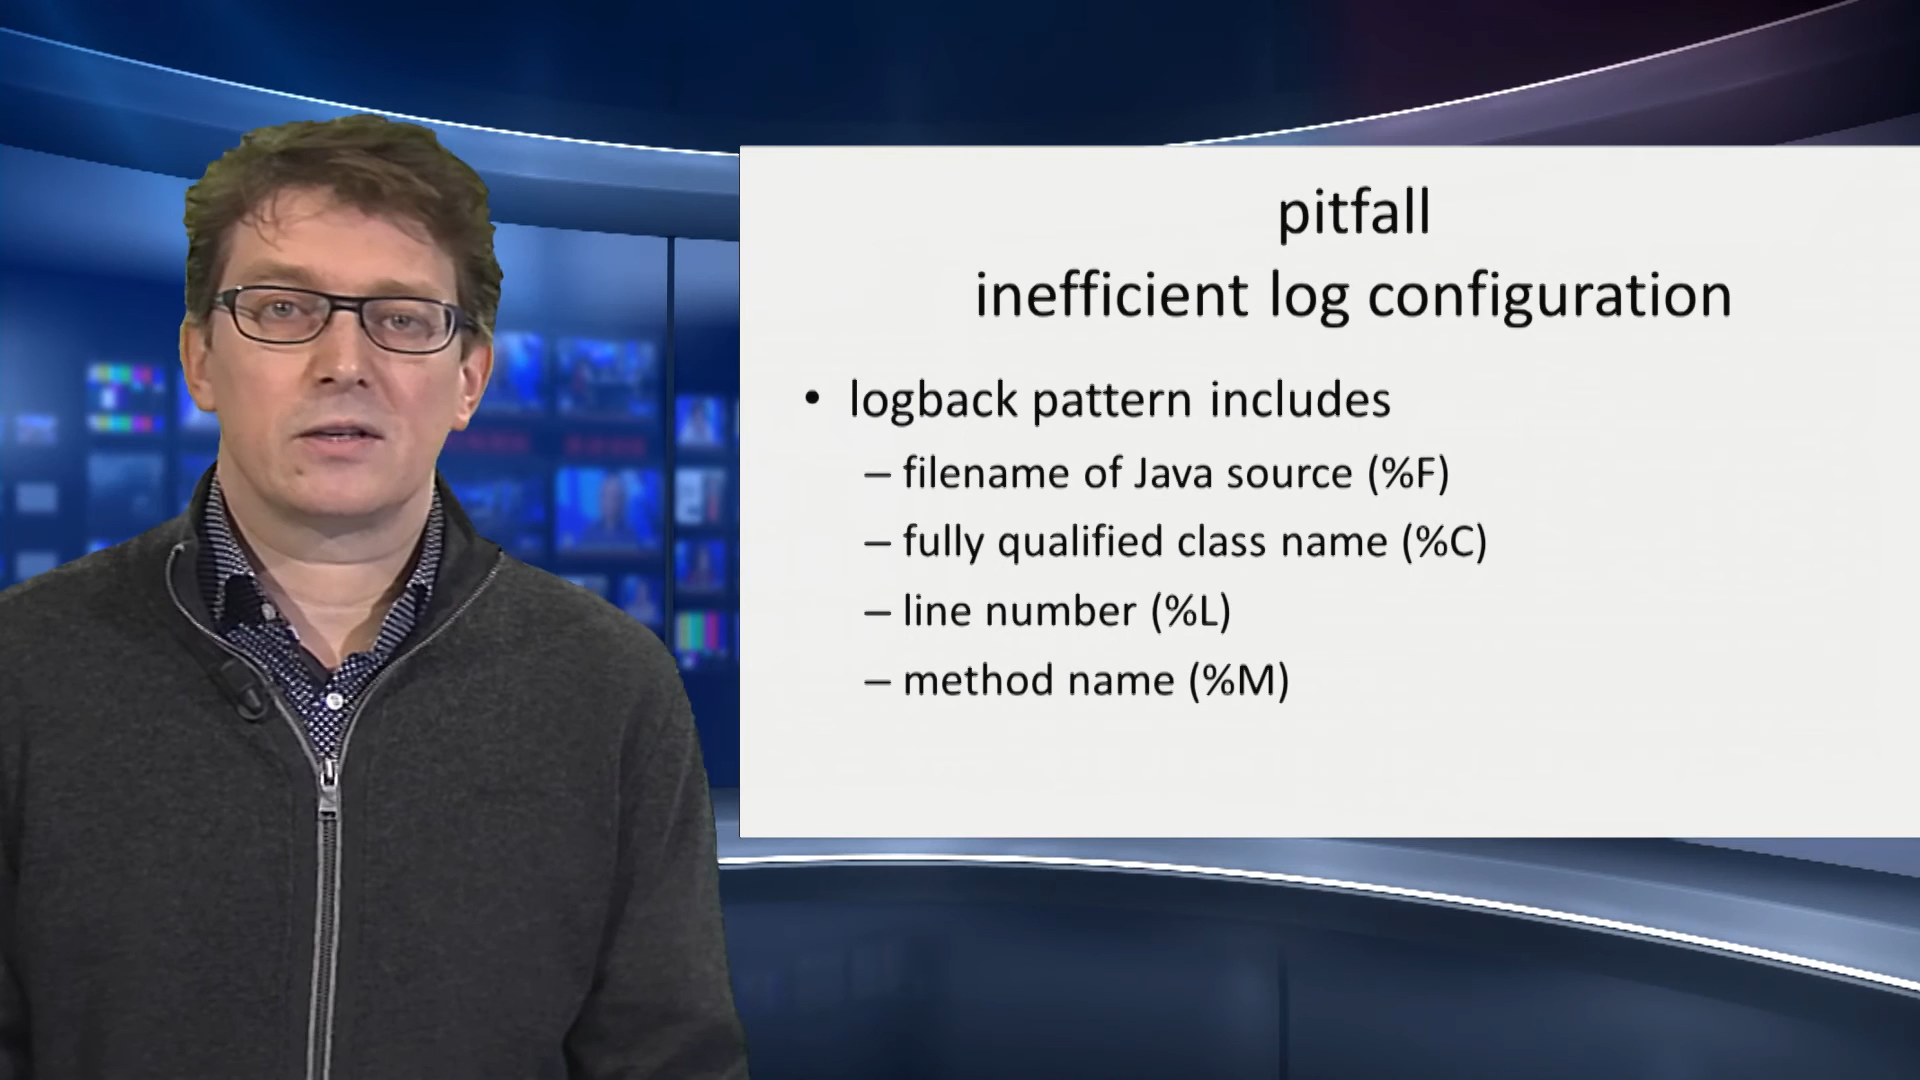 pitfall
inefficient log configuration
• logback pattern includes
– filename of Java source (%F)
– fully qualified class name (%C)
– line number (%L)
– method name (%M)